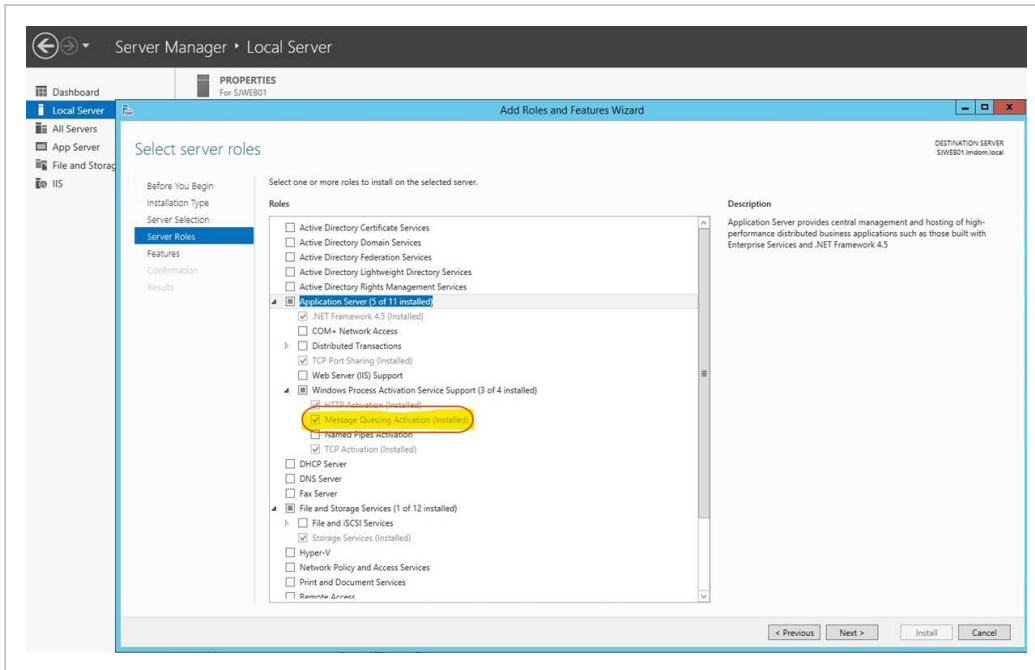 Server Manager • Local Server
Dashboard
Local Server
All Servers
App Server
File and Storag
IIS
PROPERTIES
For SJWEB01
Add Roles and Features Wizard
Select server roles
DESTINATION SERVER
SJWEB01.lmdom.local
Before You Begin
Installation Type
Server Selection
Server Roles
Features
Confirmation
Results
Select one or more roles to install on the selected server.
Roles
Active Directory Certificate Services
Active Directory Domain Services
Active Directory Federation Services
Active Directory Lightweight Directory Services
Active Directory Rights Management Services
Application Server (5 of 11 installed)
.NET Framework 4.5 (Installed)
COM+ Network Access
Distributed Transactions
TCP Port Sharing (Installed)
Web Server (IIS) Support
Windows Process Activation Service Support (3 of 4 installed)
HTTP Activation (Installed)
Message Queuing Activation (Installed)
Named Pipes Activation
TCP Activation (Installed)
DHCP Server
DNS Server
Fax Server
File and Storage Services (1 of 12 installed)
File and iSCSI Services
Storage Services (Installed)
Hyper-V
Network Policy and Access Services
Print and Document Services
Remote Access
Description
Application Server provides central management and hosting of high-
performance distributed business applications such as those built with
Enterprise Services and .NET Framework 4.5
< Previous
Next >
Install
Cancel